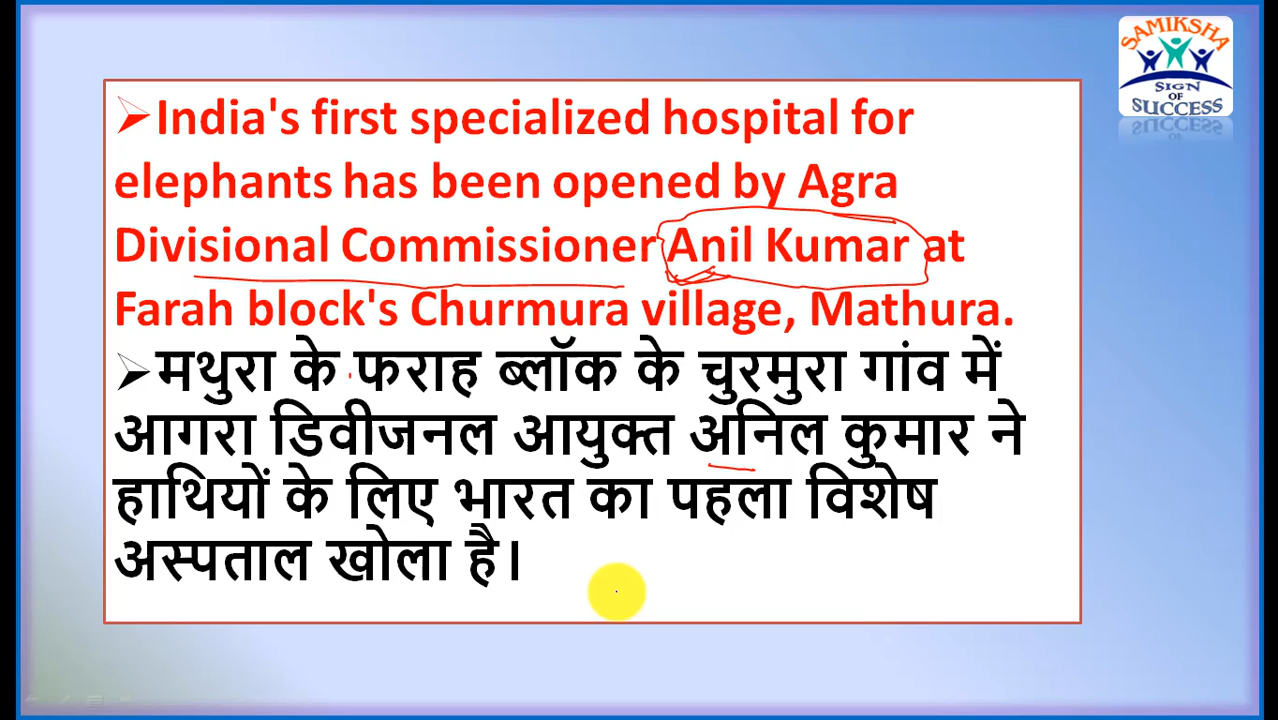 SAMIKSHA
SIGN
OF
SUCCESS
➢India's first specialized hospital for
elephants has been opened by Agra
Divisional Commissioner Anil Kumar at
Farah block's Churmura village, Mathura.
➢मथुरा के फराह ब्लॉक के चुरमुरा गांव में
आगरा डिवीजनल आयुक्त अनिल कुमार ने
हाथियों के लिए भारत का पहला विशेष
अस्पताल खोला है।